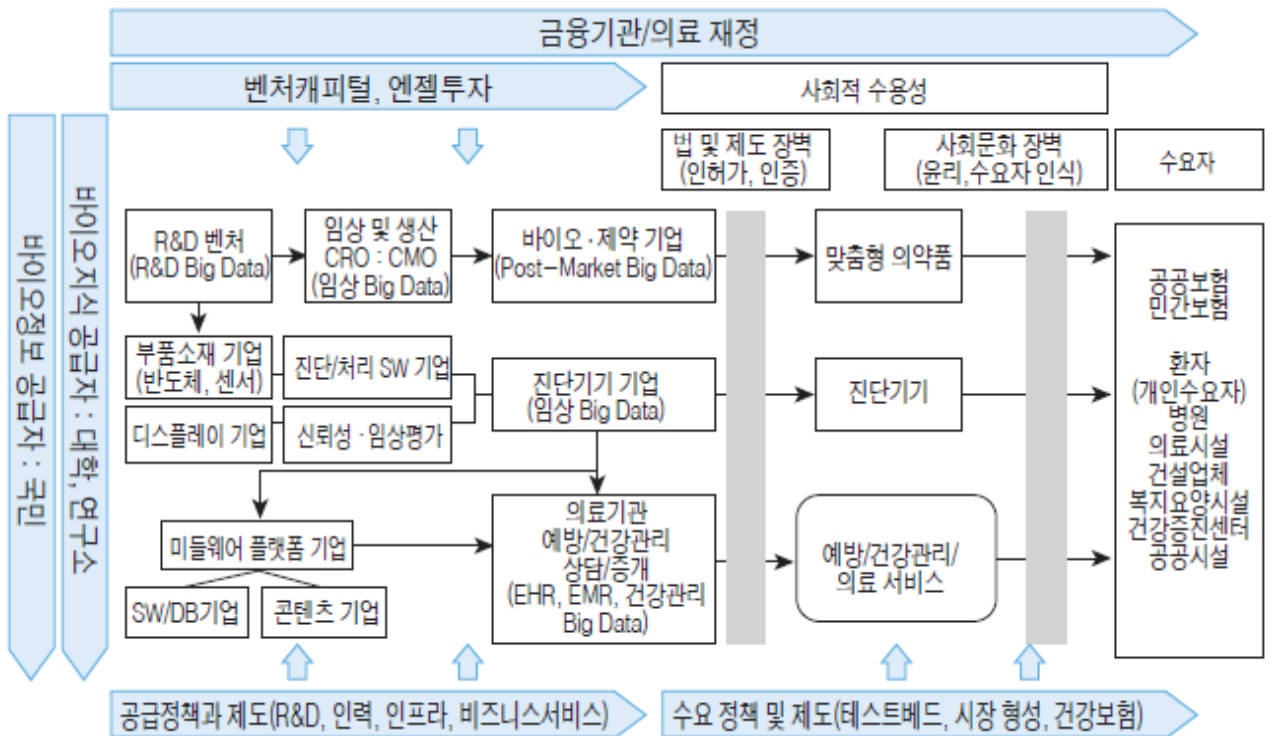 금융기관/의료 재정
벤처캐피털, 엔젤투자
사회적 수용성
법 및 제도 장벽
(인허가, 인증)
사회문화 장벽
(윤리,수요자 인식)
수요자
바이오정보 공급자 : 국민
바이오지식 공급자 : 대학, 연구소
R&D 벤처
(R&D Big Data)
임상 및 생산
CRO : CMO
(임상 Big Data)
바이오·제약 기업
(Post-Market Big Data)
맞춤형 의약품
부품소재 기업
(반도체, 센서)
진단/처리 SW 기업
디스플레이 기업
신뢰성·임상평가
진단기기 기업
(임상 Big Data)
진단기기
미들웨어 플랫폼 기업
SW/DB기업
콘텐츠 기업
의료기관
예방/건강관리
상담/중개
(EHR, EMR, 건강관리
Big Data)
예방/건강관리/
의료 서비스
공공보험
민간보험
환자
(개인수요자)
병원
의료시설
건설업체
복지요양시설
건강증진센터
공공시설
공급정책과 제도(R&D, 인력, 인프라, 비즈니스서비스)
수요 정책 및 제도(테스트베드, 시장 형성, 건강보험)